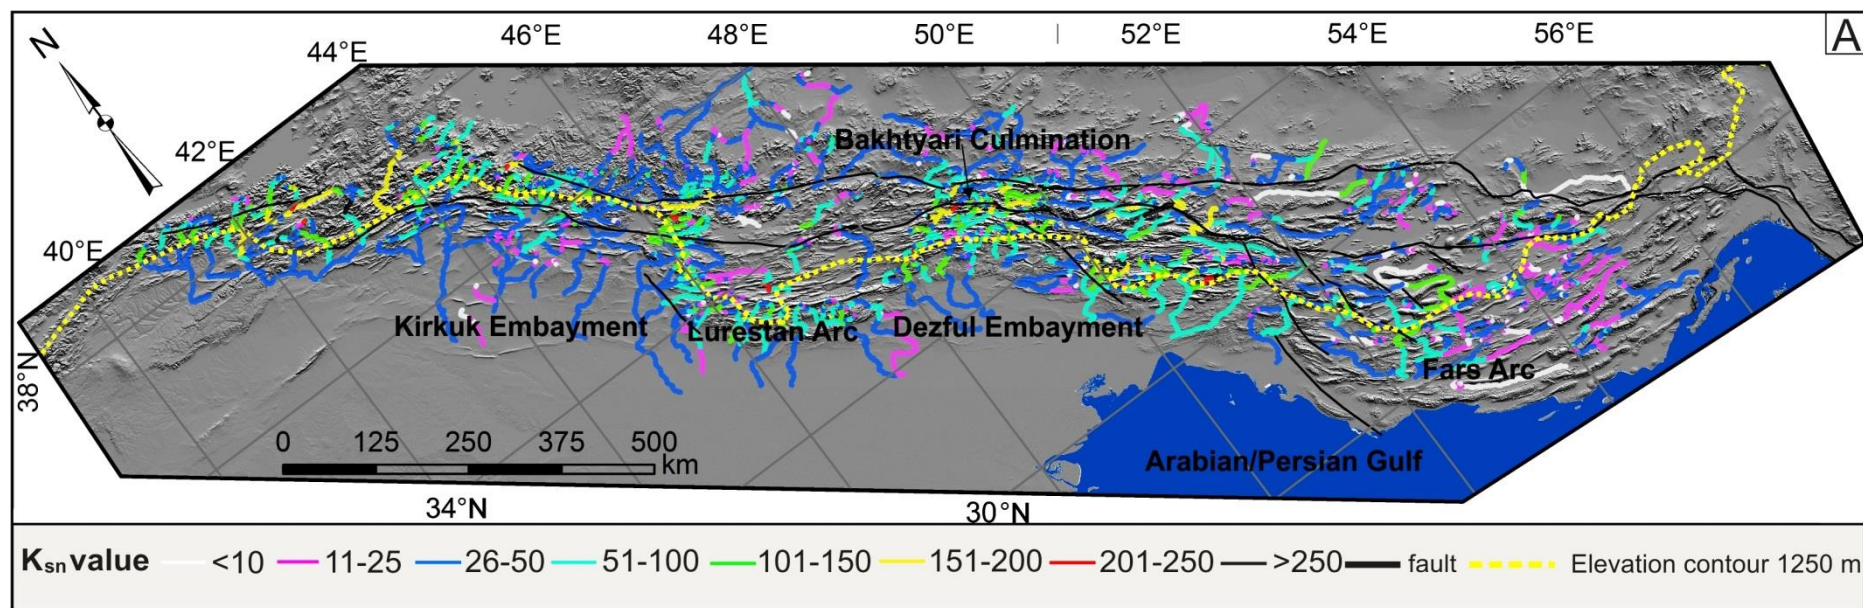 N
A
44°E 46°E 48°E 50°E 52°E 54°E 56°E
42°E
40°E
38°N
Bakhtyari Culmination
Kirkuk Embayment
Lurestan Arc
Dezful Embayment
Fars Arc
Arabian/Persian Gulf
0 125 250 375 500
km
34°N 30°N
Ksn value <10 11-25 26-50 51-100 101-150 151-200 201-250 >250 fault Elevation contour 1250 m